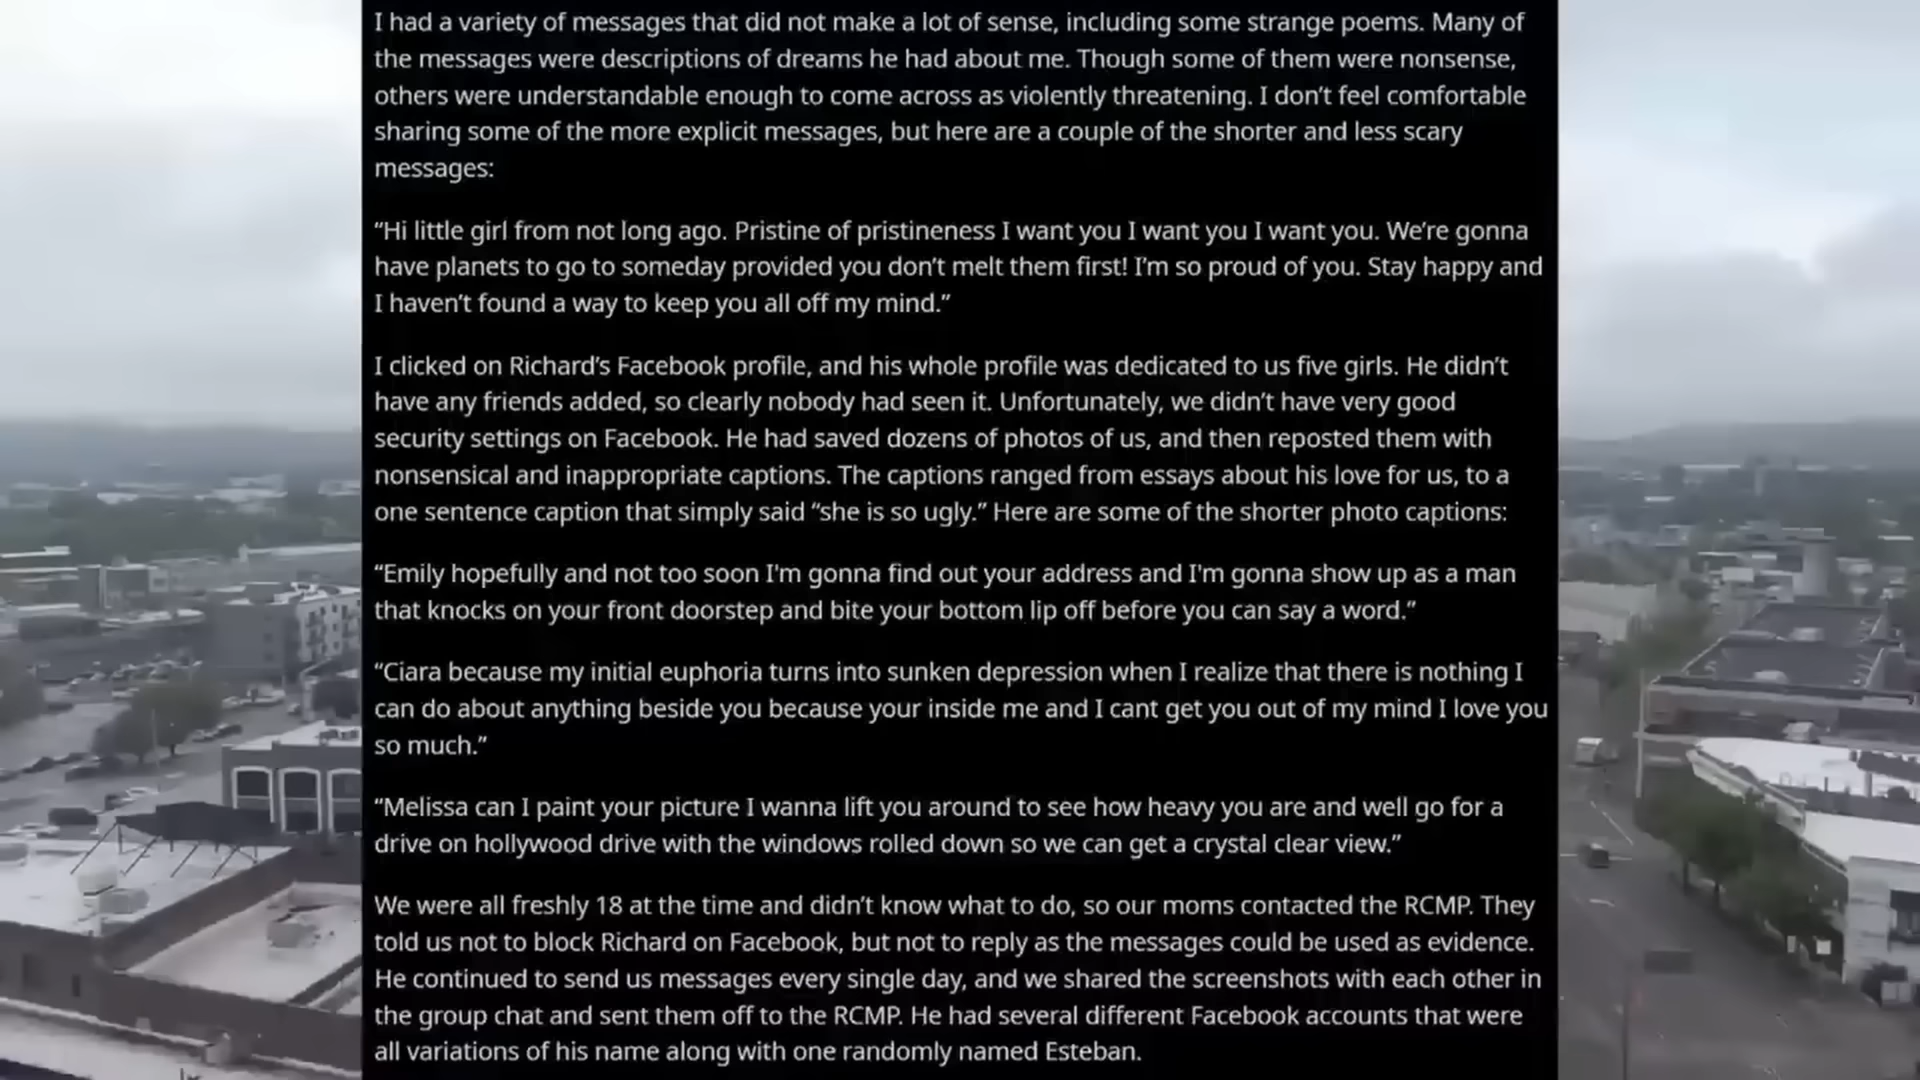 I had a variety of messages that did not make a lot of sense, including some strange poems. Many of
the messages were descriptions of dreams he had about me. Though some of them were nonsense,
others were understandable enough to come across as violently threatening. I don’t feel comfortable
sharing some of the more explicit messages, but here are a couple of the shorter and less scary
messages:
“Hi little girl from not long ago. Pristine of pristineness I want you I want you I want you. We’re gonna
have planets to go to someday provided you don’t melt them first! I’m so proud of you. Stay happy and
I haven’t found a way to keep you all off my mind.”
I clicked on Richard’s Facebook profile, and his whole profile was dedicated to us five girls. He didn’t
have any friends added, so clearly nobody had seen it. Unfortunately, we didn’t have very good
security settings on Facebook. He had saved dozens of photos of us, and then reposted them with
nonsensical and inappropriate captions. The captions ranged from essays about his love for us, to a
one sentence caption that simply said “she is so ugly.” Here are some of the shorter photo captions:
“Emily hopefully and not too soon I'm gonna find out your address and I'm gonna show up as a man
that knocks on your front doorstep and bite your bottom lip off before you can say a word.”
“Ciara because my initial euphoria turns into sunken depression when I realize that there is nothing I
can do about anything beside you because your inside me and I cant get you out of my mind I love you
so much.”
“Melissa can I paint your picture I wanna lift you around to see how heavy you are and well go for a
drive on hollywood drive with the windows rolled down so we can get a crystal clear view.”
We were all freshly 18 at the time and didn’t know what to do, so our moms contacted the RCMP. They
told us not to block Richard on Facebook, but not to reply as the messages could be used as evidence.
He continued to send us messages every single day, and we shared the screenshots with each other in
the group chat and sent them off to the RCMP. He had several different Facebook accounts that were
all variations of his name along with one randomly named Esteban.